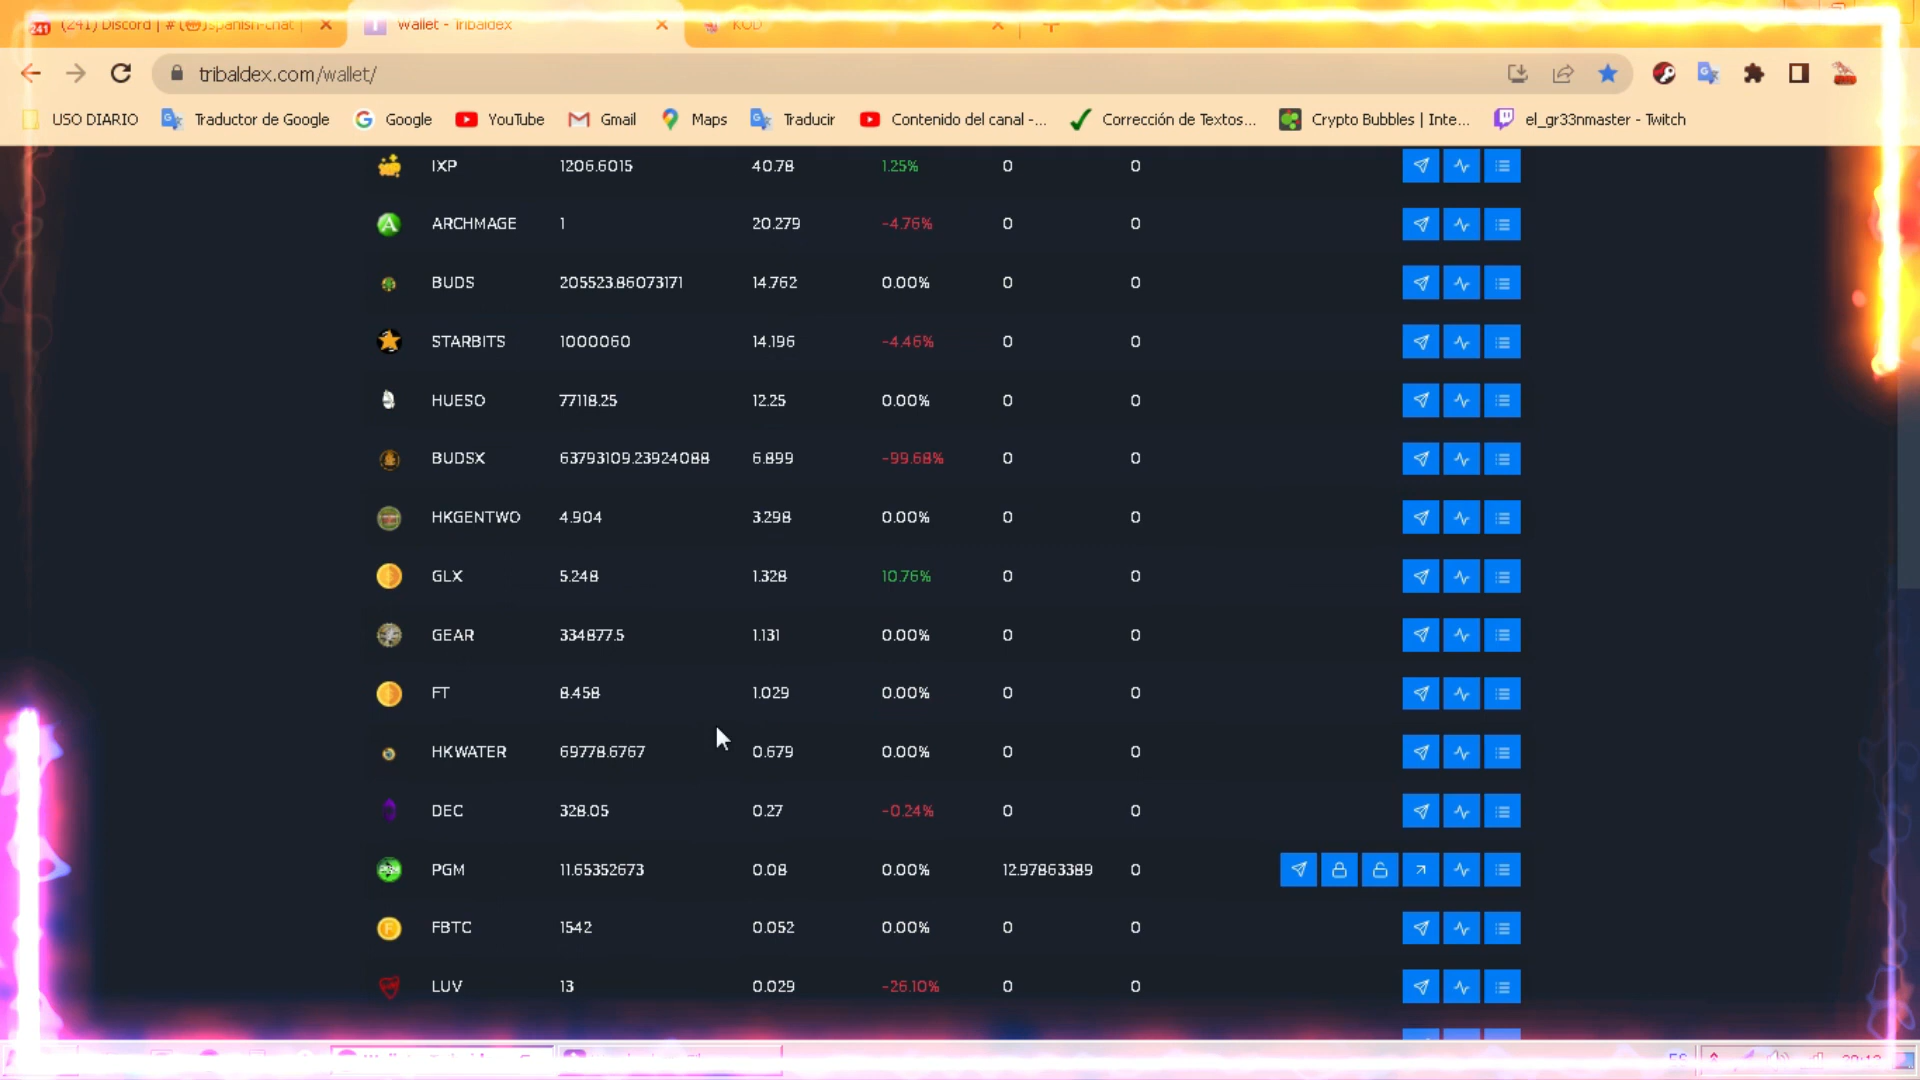 (241) Discord | #
spanish-chat
Wallet - Tribaldex
KOD
tribaldex.com/wallet/
USO DIARIO Traductor de Google Google YouTube Gmail Maps Traducir Contenido del canal -... Corrección de Textos... Crypto Bubbles | Inte... el_gr33nmaster - Twitch
IXP 1206.6015 40.78 1.25% 0 0
ARCHMAGE 1 20.279 -4.76% 0 0
BUDS 205523.86073171 14.762 0.00% 0 0
STARBITS 1000060 14.196 -4.46% 0 0
HUESO 77118.25 12.25 0.00% 0 0
BUDSX 63793109.23924088 6.899 -99.68% 0 0
HKGENTWO 4.904 3.298 0.00% 0 0
GLX 5.248 1.328 10.76% 0 0
GEAR 334877.5 1.131 0.00% 0 0
FT 8.458 1.029 0.00% 0 0
HKWATER 69778.6767 0.679 0.00% 0 0
DEC 328.05 0.27 -0.24% 0 0
PGM 11.65352673 0.08 0.00% 12.97863389 0
FBTC 1542 0.052 0.00% 0 0
LUV 13 0.029 -26.10% 0 0
ES